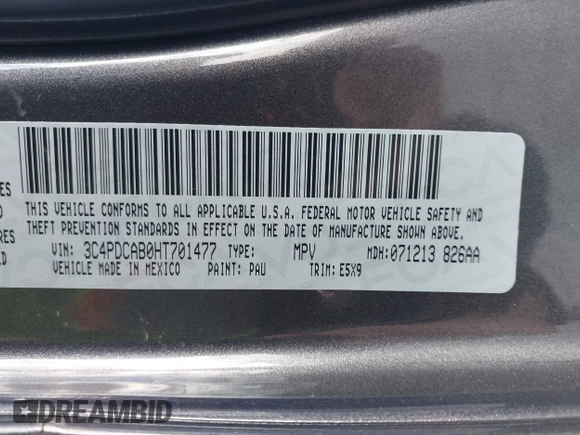 ES
THIS VEHICLE CONFORMS TO ALL APPLICABLE U.S.A. FEDERAL MOTOR VEHICLE SAFETY AND
THEFT PREVENTION STANDARDS IN EFFECT ON THE DATE OF MANUFACTURE SHOWN ABOVE.
RES
VIN: 3C4PDCAB0HT701477 TYPE: MPV MDH: 071213 826AA
VEHICLE MADE IN MEXICO PAINT: PAU TRIM: E5X9
DREAMBID